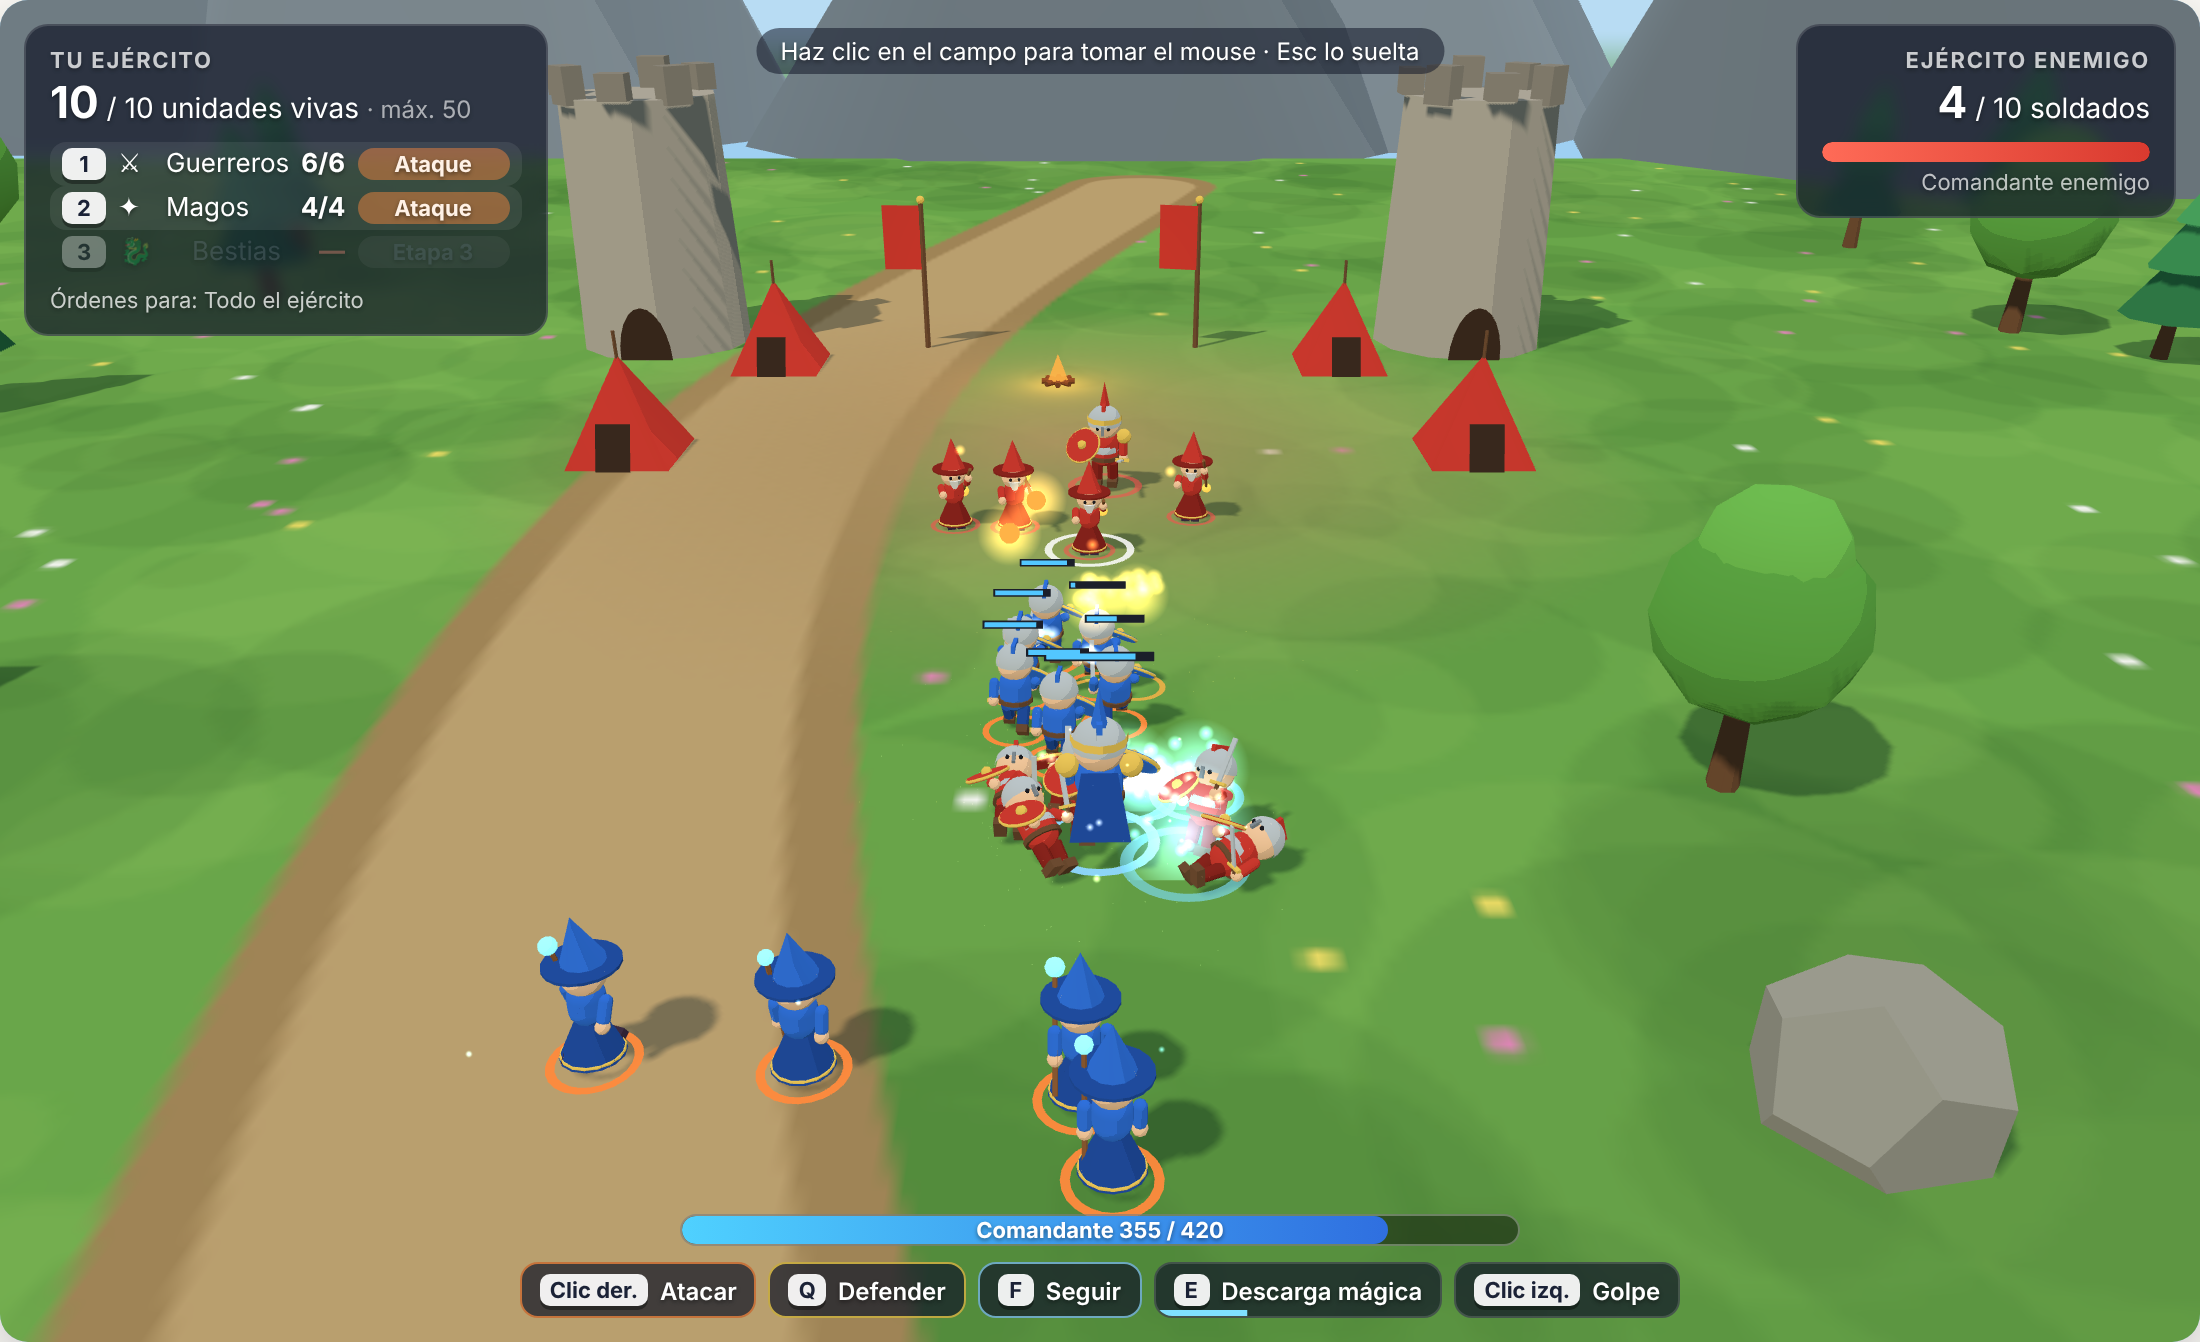 TU EJÉRCITO
10 / 10 unidades vivas · máx. 50
1 Guerreros 6/6 Ataque
2 Magos 4/4 Ataque
3 Bestias — Etapa 3
Órdenes para: Todo el ejército
Haz clic en el campo para tomar el mouse · Esc lo suelta
EJÉRCITO ENEMIGO
4 / 10 soldados
Comandante enemigo
Comandante 355 / 420
Clic der. Atacar
Q Defender
F Seguir
E Descarga mágica
Clic izq. Golpe